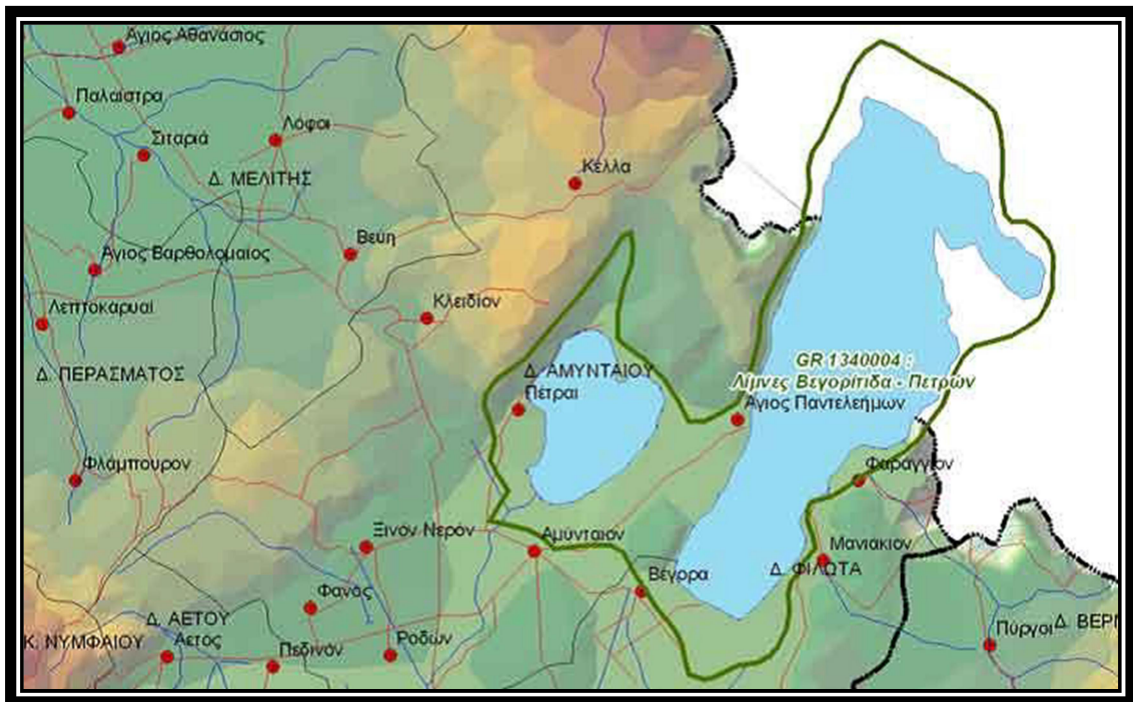 Άγιος Αθανάσιος
Παλαίστρα
Σιταριά
Λόφοι
Δ. ΜΕΛΙΤΗΣ
Κέλλα
Άγιος Βαρθολομαίος
Βεύη
Λεπτοκαρυαί
Κλειδίον
GR 1340004 :
Λίμνες Βεγορίτιδα - Πετρών
Δ. ΠΕΡΑΣΜΑΤΟΣ
Δ. ΑΜΥΝΤΑΙΟΥ
Πέτραι
Άγιος Παντελεήμων
Φλάμπουρον
Φαράγγιον
Ξινόν Νερόν
Αμύνταιον
Μανιάκιον
Βέγορα
Δ. ΦΙΛΩΤΑ
Φανός
Δ. ΑΕΤΟΥ
Κ. ΝΥΜΦΑΙΟΥ
Αετός
Πεδινόν
Ροδών
Πύργοι
Δ. ΒΕΡΜ